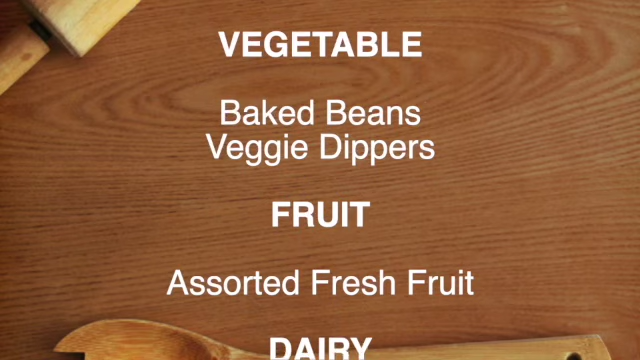 VEGETABLE
Baked Beans
Veggie Dippers
FRUIT
Assorted Fresh Fruit
DAIRY